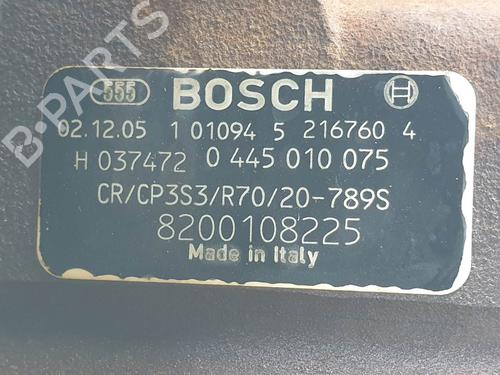 B-PARTS
555 BOSCH
02.12.05 1 01094 5 216760 4
H 037472 0 445 010 075
CR/CP3S3/R70/20-789S
8200108225
Made in Italy